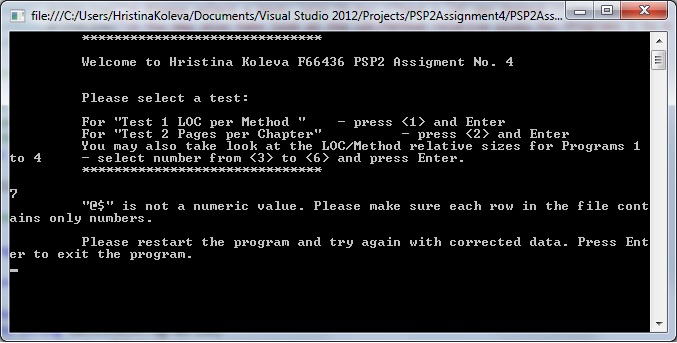 file:///C:/Users/HristinaKoleva/Documents/Visual Studio 2012/Projects/PSP2Assignment4/PSP2Ass...
******************************
Welcome to Hristina Koleva F66436 PSP2 Assigment No. 4
Please select a test:
For "Test 1 LOC per Method " - press <1> and Enter
For "Test 2 Pages per Chapter" - press <2> and Enter
You may also take look at the LOC/Method relative sizes for Programs 1
to 4 - select number from <3> to <6> and press Enter.
******************************
7
"@$" is not a numeric value. Please make sure each row in the file cont
ains only numbers.
Please restart the program and try again with corrected data. Press Ent
er to exit the program.